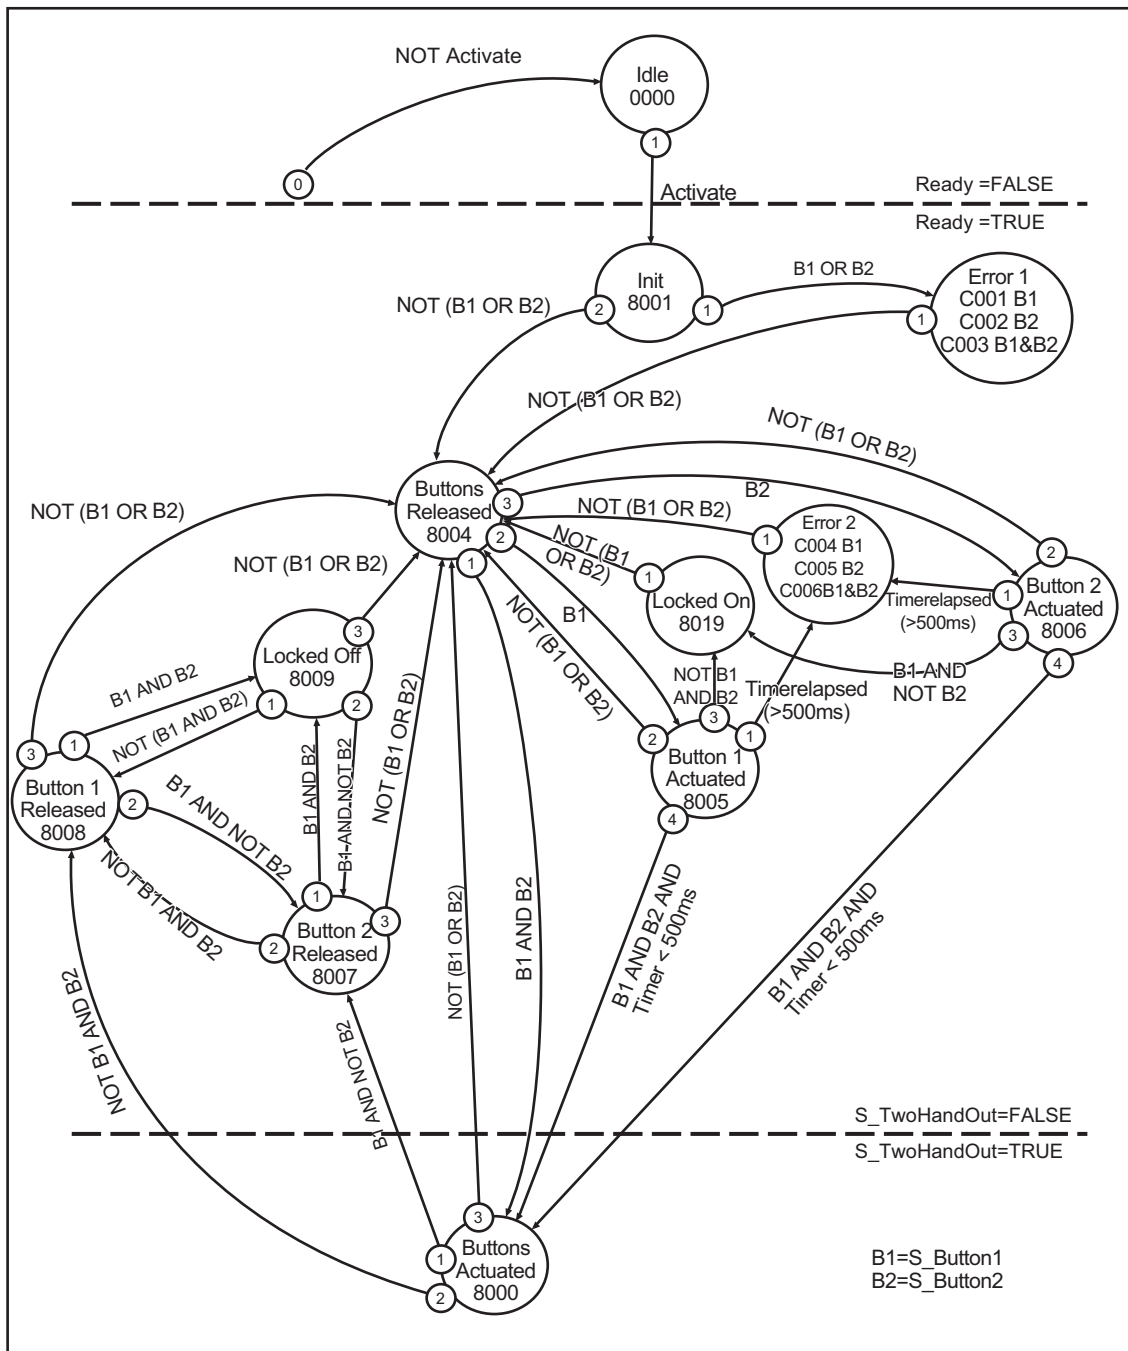 NOT Activate
Idle
0000
1
0
Ready =FALSE
Activate
Ready =TRUE
Init
8001
2
1
B1 OR B2
NOT (B1 OR B2)
Error 1
C001 B1
C002 B2
C003 B1&B2
1
NOT (B1 OR B2)
NOT (B1 OR B2)
Buttons
Released
8004
3
2
1
B2
NOT (B1 OR B2)
NOT (B1 OR B2)
NOT (B1
OR B2)
Error 2
C004 B1
C005 B2
C006B1&B2
1
Locked On
8019
1
Button 2
Actuated
8006
2
1
3
4
Timerelapsed
(>500ms)
B1 AND
NOT B2
NOT (B1 OR B2)
B1
NOT (B1 OR B2)
NOT B1
AND B2
Timerelapsed
(>500ms)
Locked Off
8009
3
1
2
B1 AND B2
NOT (B1 AND B2)
Button 1
Released
8008
3
1
2
B1 AND NOT B2
NOT B1 AND B2
B1 AND B2
B1 AND NOT B2
NOT (B1 OR B2)
Button 1
Actuated
8005
2
3
1
4
Button 2
Released
8007
1
2
3
NOT B1 AND B2
B1 AND NOT B2
NOT (B1 OR B2)
B1 AND B2
B1 AND B2 AND
Timer < 500ms
B1 AND B2 AND
Timer < 500ms
S_TwoHandOut=FALSE
S_TwoHandOut=TRUE
Buttons
Actuated
8000
3
1
2
B1=S_Button1
B2=S_Button2